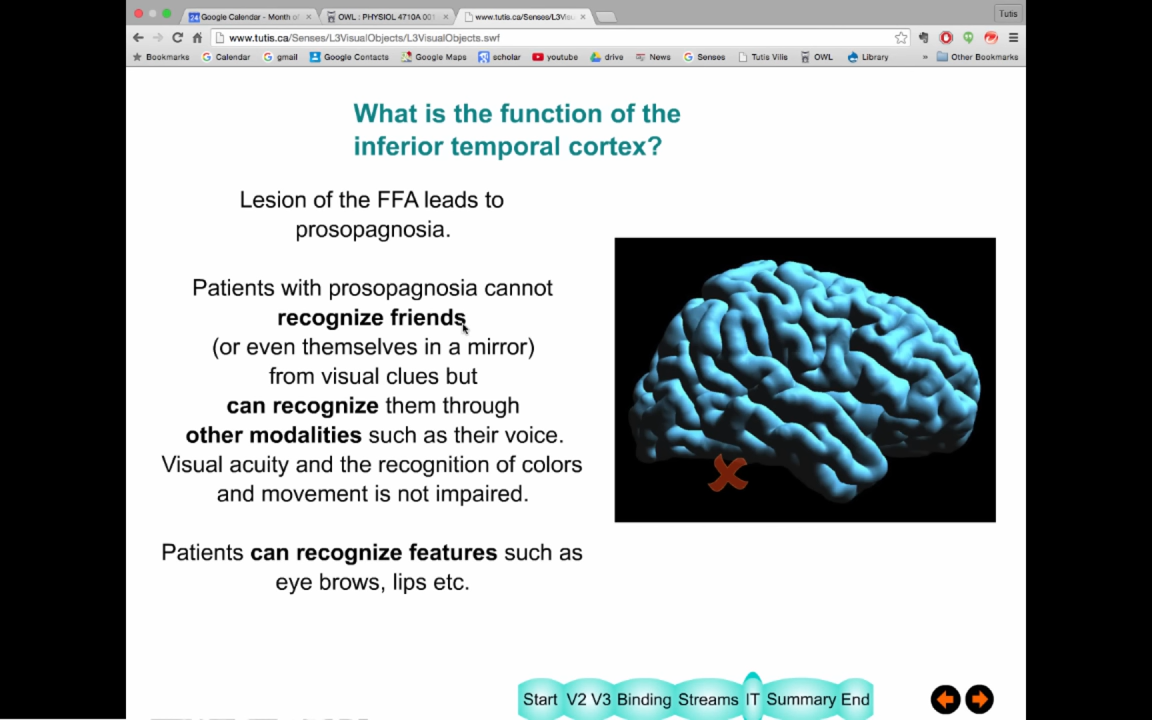 Google Calendar - Month of
OWL : PHYSIOL 4710A 001
www.tutis.ca/Senses/L3Visu
Tutis
www.tutis.ca/Senses/L3VisualObjects/L3VisualObjects.swf
Bookmarks
Calendar
gmail
Google Contacts
Google Maps
scholar
youtube
drive
News
Senses
Tutis Vilis
OWL
Library
»
Other Bookmarks
What is the function of the
inferior temporal cortex?
Lesion of the FFA leads to
prosopagnosia.
Patients with prosopagnosia cannot
recognize friends
(or even themselves in a mirror)
from visual clues but
can recognize them through
other modalities such as their voice.
Visual acuity and the recognition of colors
and movement is not impaired.
Patients can recognize features such as
eye brows, lips etc.
Start V2 V3 Binding Streams IT Summary End